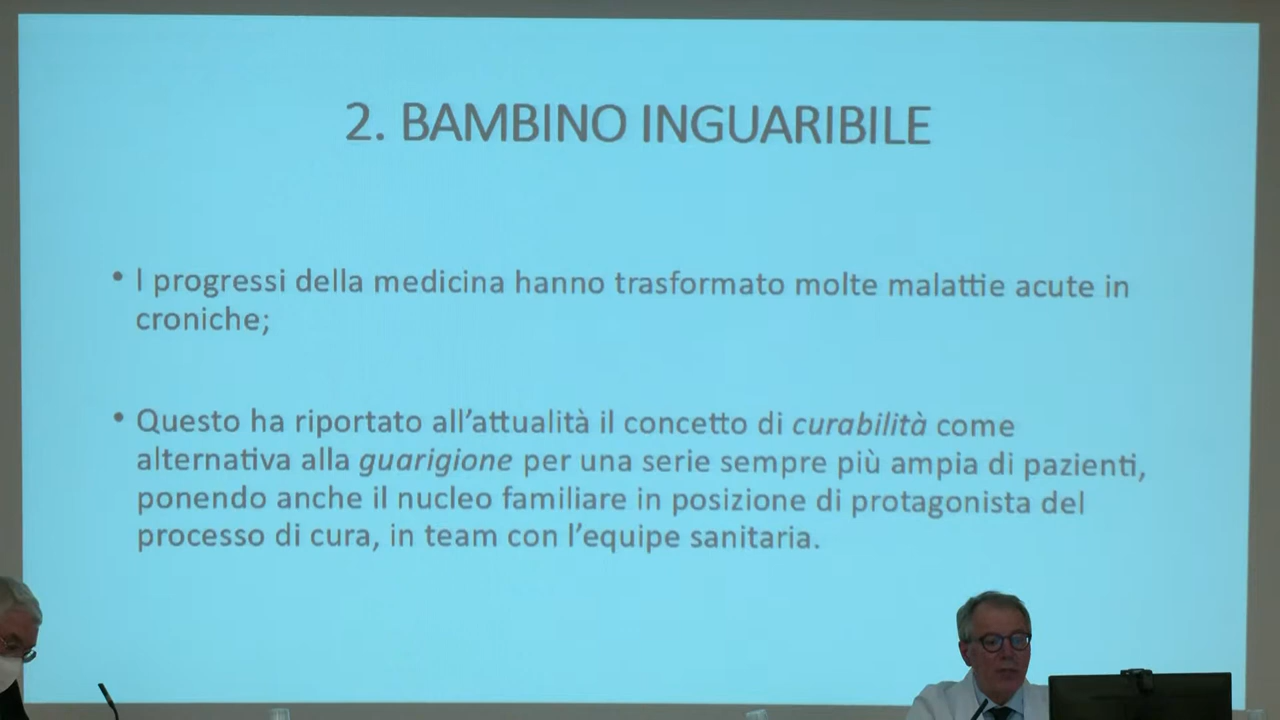 2. BAMBINO INGUARIBILE
• I progressi della medicina hanno trasformato molte malattie acute in
croniche;
• Questo ha riportato all’attualità il concetto di curabilità come
alternativa alla guarigione per una serie sempre più ampia di pazienti,
ponendo anche il nucleo familiare in posizione di protagonista del
processo di cura, in team con l’equipe sanitaria.